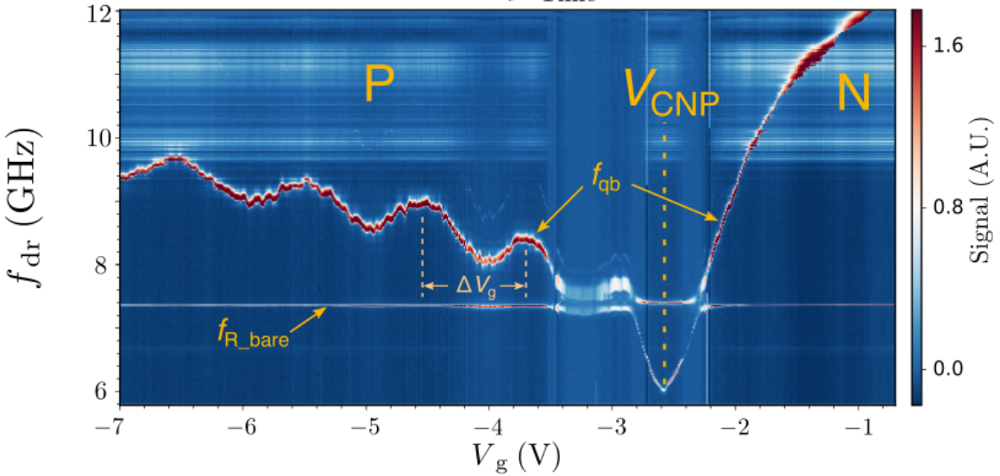 12
10
8
6
f_dr (GHz)
P
V_CNP
N
f_qb
ΔV_g
f_R_bare
−7
−6
−5
−4
−3
−2
−1
V_g (V)
1.6
0.8
0.0
Signal (A.U.)